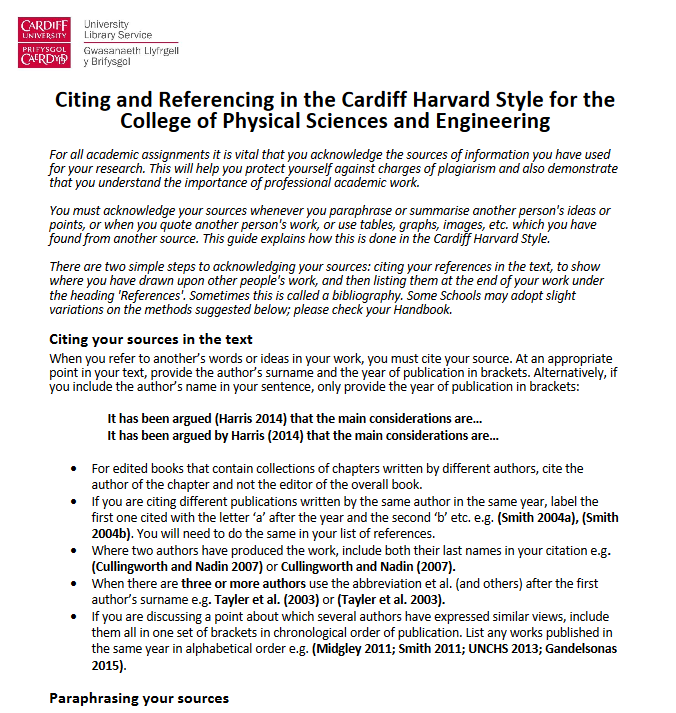 CARDIFF
UNIVERSITY
PRIFYSGOL
CAERDYDD
University
Library Service
Gwasanaeth Llyfrgell
y Brifysgol
Citing and Referencing in the Cardiff Harvard Style for the
College of Physical Sciences and Engineering
For all academic assignments it is vital that you acknowledge the sources of information you have used
for your research. This will help you protect yourself against charges of plagiarism and also demonstrate
that you understand the importance of professional academic work.
You must acknowledge your sources whenever you paraphrase or summarise another person's ideas or
points, or when you quote another person's work, or use tables, graphs, images, etc. which you have
found from another source. This guide explains how this is done in the Cardiff Harvard Style.
There are two simple steps to acknowledging your sources: citing your references in the text, to show
where you have drawn upon other people's work, and then listing them at the end of your work under
the heading 'References'. Sometimes this is called a bibliography. Some Schools may adopt slight
variations on the methods suggested below; please check your Handbook.
Citing your sources in the text
When you refer to another's words or ideas in your work, you must cite your source. At an appropriate
point in your text, provide the author's surname and the year of publication in brackets. Alternatively, if
you include the author's name in your sentence, only provide the year of publication in brackets:
It has been argued (Harris 2014) that the main considerations are…
It has been argued by Harris (2014) that the main considerations are…
• For edited books that contain collections of chapters written by different authors, cite the
author of the chapter and not the editor of the overall book.
• If you are citing different publications written by the same author in the same year, label the
first one cited with the letter 'a' after the year and the second 'b' etc. e.g. (Smith 2004a), (Smith
2004b). You will need to do the same in your list of references.
• Where two authors have produced the work, include both their last names in your citation e.g.
(Cullingworth and Nadin 2007) or Cullingworth and Nadin (2007).
• When there are three or more authors use the abbreviation et al. (and others) after the first
author's surname e.g. Tayler et al. (2003) or (Tayler et al. 2003).
• If you are discussing a point about which several authors have expressed similar views, include
them all in one set of brackets in chronological order of publication. List any works published in
the same year in alphabetical order e.g. (Midgley 2011; Smith 2011; UNCHS 2013; Gandelsonas
2015).
Paraphrasing your sources